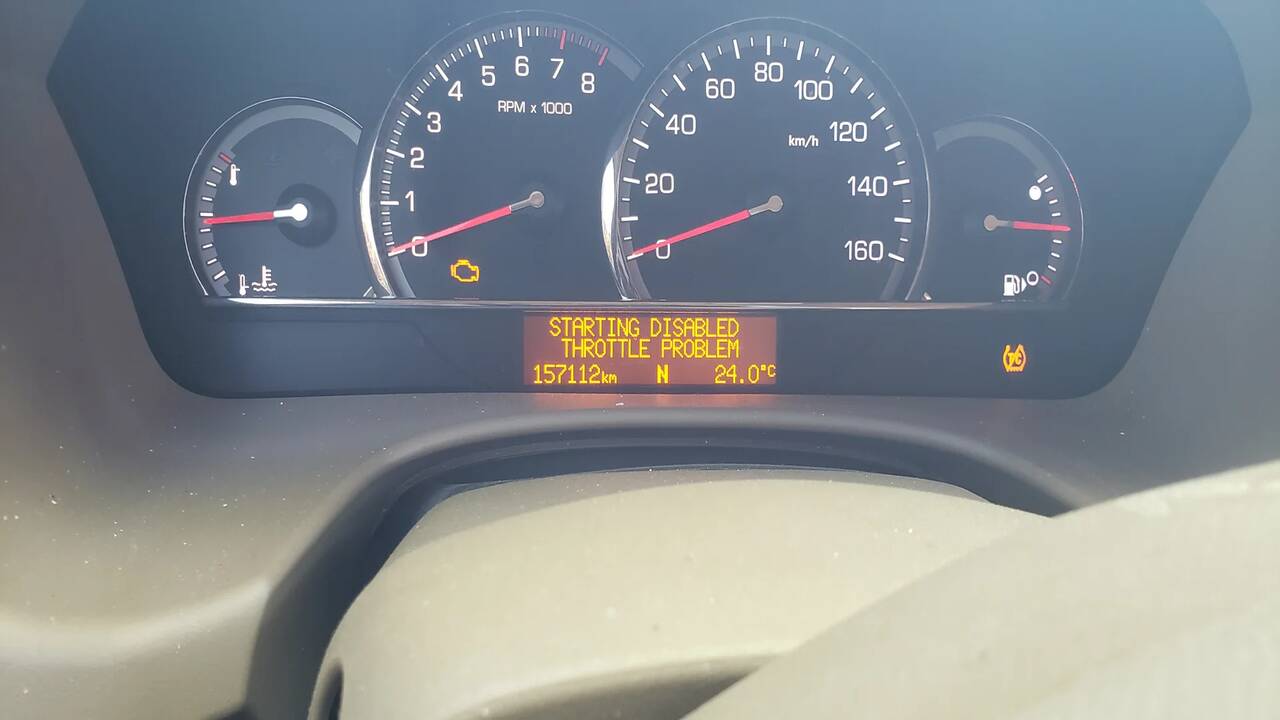 0 1 2 3 4 5 6 7 8
RPM x 1000
0 20 40 60 80 100 120 140 160
km/h
STARTING DISABLED
THROTTLE PROBLEM
157112km N 24.0°C
T/C